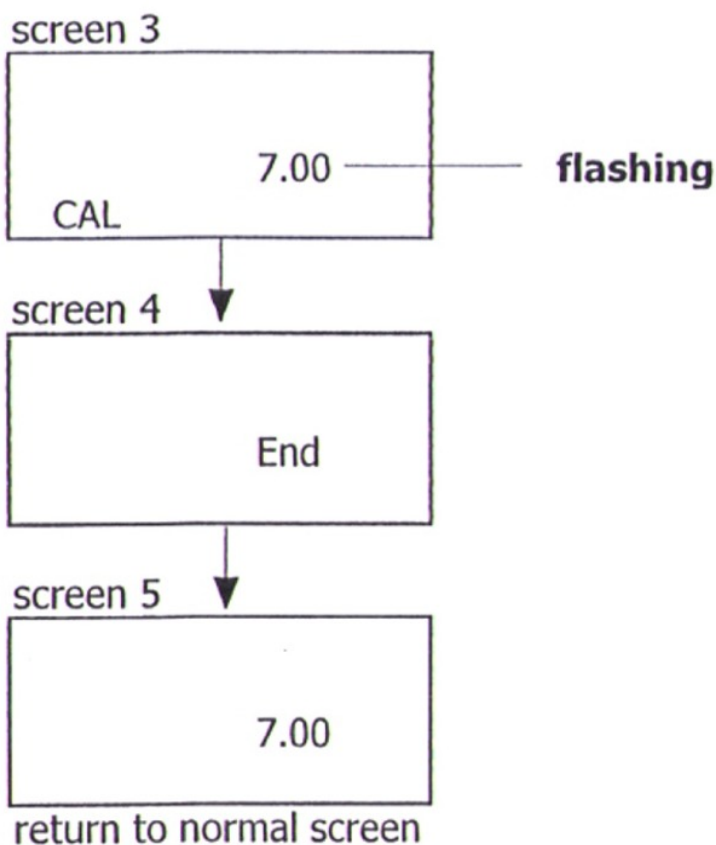 screen 3
7.00
flashing
CAL
screen 4
End
screen 5
7.00
return to normal screen